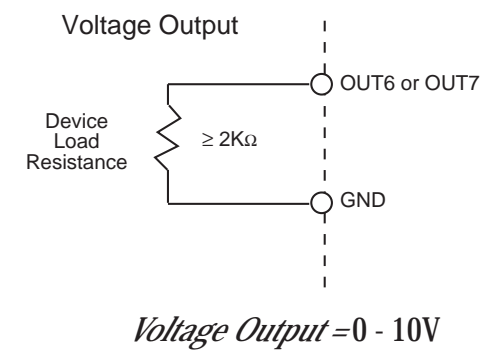 Voltage Output
OUT6 or OUT7
Device
Load
Resistance
≥ 2KΩ
GND
Voltage Output = 0 - 10V